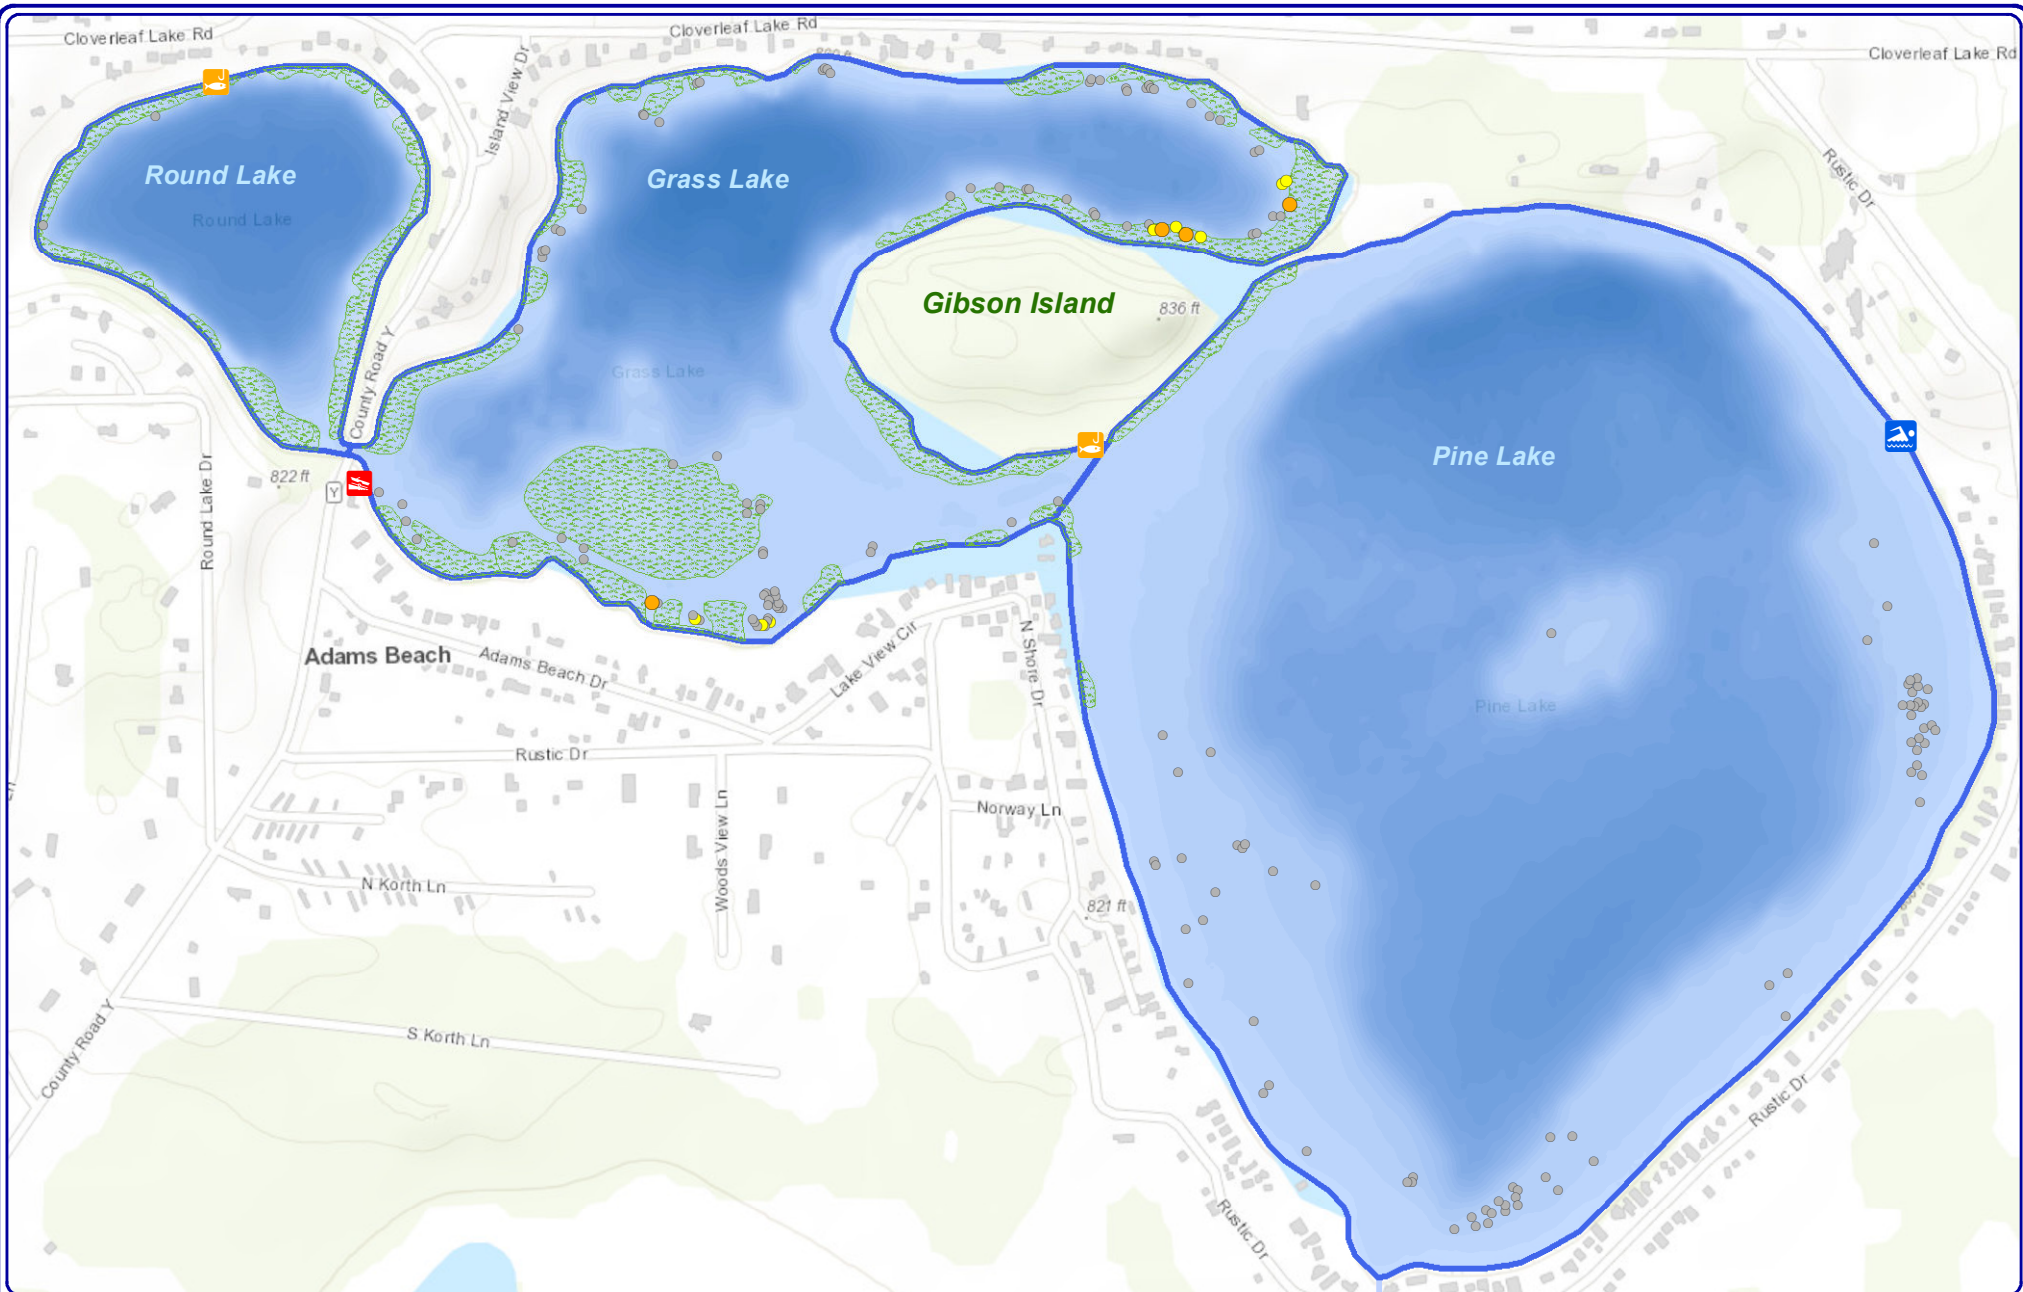 Cloverleaf Lake Rd
Cloverleaf Lake Rd
Cloverleaf Lake Rd
Island View Dr
Round Lake
Round Lake
Grass Lake
Grass Lake
Gibson Island
836 ft
Rustic Dr
County Road Y
Pine Lake
Pine Lake
822 ft
Y
Round Lake Dr
Adams Beach
Adams Beach Dr
Lake View Cir
N Shore Dr
Rustic Dr
Woods View Ln
Norway Ln
N Korth Ln
821 ft
County Road Y
S Korth Ln
Rustic Dr
Rustic Dr